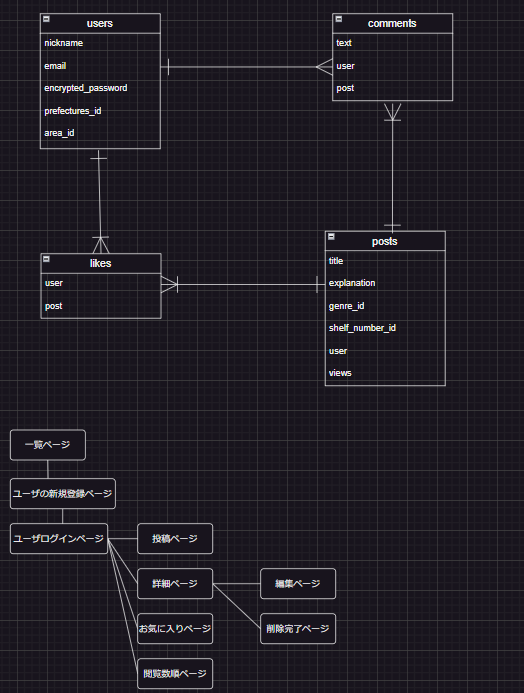 users
nickname
email
encrypted_password
prefectures_id
area_id
comments
text
user
post
likes
user
post
posts
title
explanation
genre_id
shelf_number_id
user
views
一覧ページ
ユーザの新規登録ページ
ユーザログインページ
投稿ページ
詳細ページ
編集ページ
お気に入りページ
削除完了ページ
閲覧数順ページ